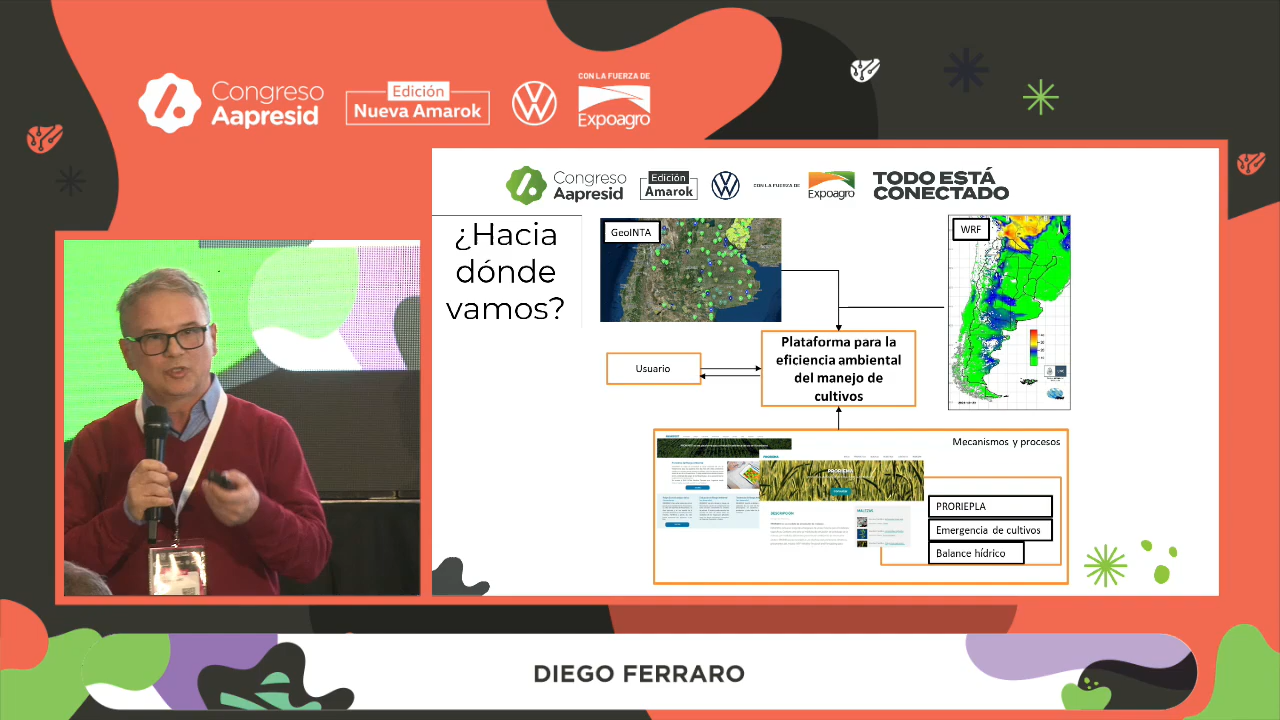 Congreso
Aapresid
Edición
Nueva Amarok
CON LA FUERZA DE
Expoagro
Congreso
Aapresid
Edición
Amarok
CON LA FUERZA DE
Expoagro
TODO ESTÁ
CONECTADO
¿Hacia
dónde
vamos?
GeoINTA
WRF
Plataforma para la
eficiencia ambiental
del manejo de
cultivos
Usuario
Mecanismos y procesos
PRORIEPLA
Emergencia de cultivos
Balance hídrico
DESCRIPCION
MALEZAS
DIEGO FERRARO